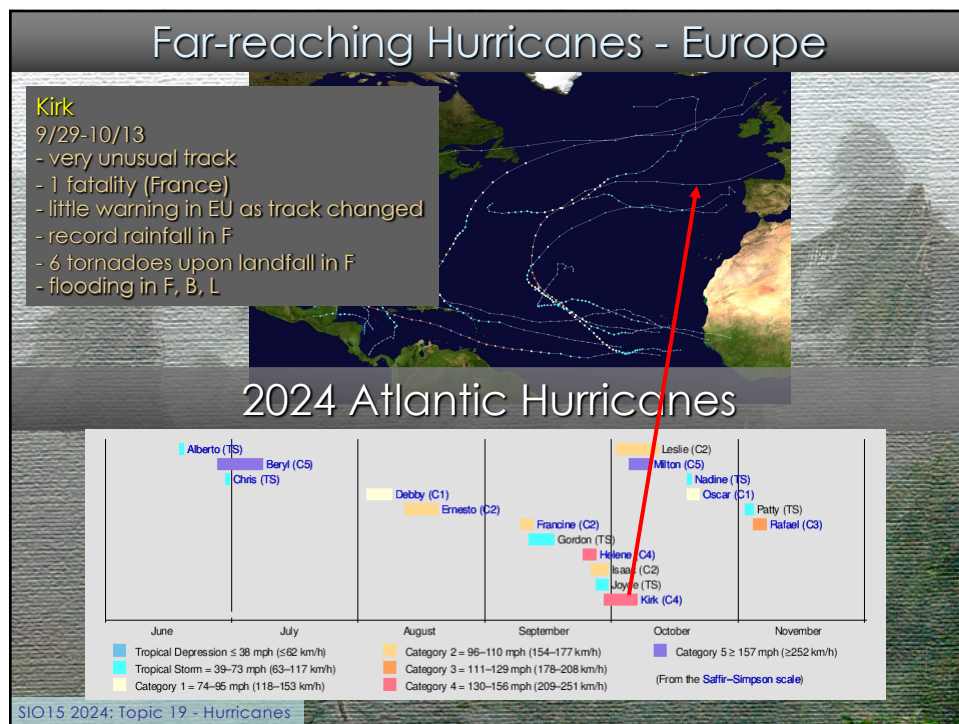 Far-reaching Hurricanes - Europe
Kirk
9/29-10/13
- very unusual track
- 1 fatality (France)
- little warning in EU as track changed
- record rainfall in F
- 6 tornadoes upon landfall in F
- flooding in F, B, L
2024 Atlantic Hurricanes
Alberto (TS)
Beryl (C5)
Chris (TS)
Debby (C1)
Ernesto (C2)
Francine (C2)
Gordon (TS)
Helene (C4)
Isaac (C2)
Joyce (TS)
Kirk (C4)
Leslie (C2)
Milton (C5)
Nadine (TS)
Oscar (C1)
Patty (TS)
Rafael (C3)
June July August September October November
Tropical Depression ≤ 38 mph (≤62 km/h)
Tropical Storm = 39–73 mph (63–117 km/h)
Category 1 = 74–95 mph (118–153 km/h)
Category 2 = 96–110 mph (154–177 km/h)
Category 3 = 111–129 mph (178–208 km/h)
Category 4 = 130–156 mph (209–251 km/h)
Category 5 ≥ 157 mph (≥252 km/h)
(From the Saffir–Simpson scale)
SIO15 2024: Topic 19 - Hurricanes